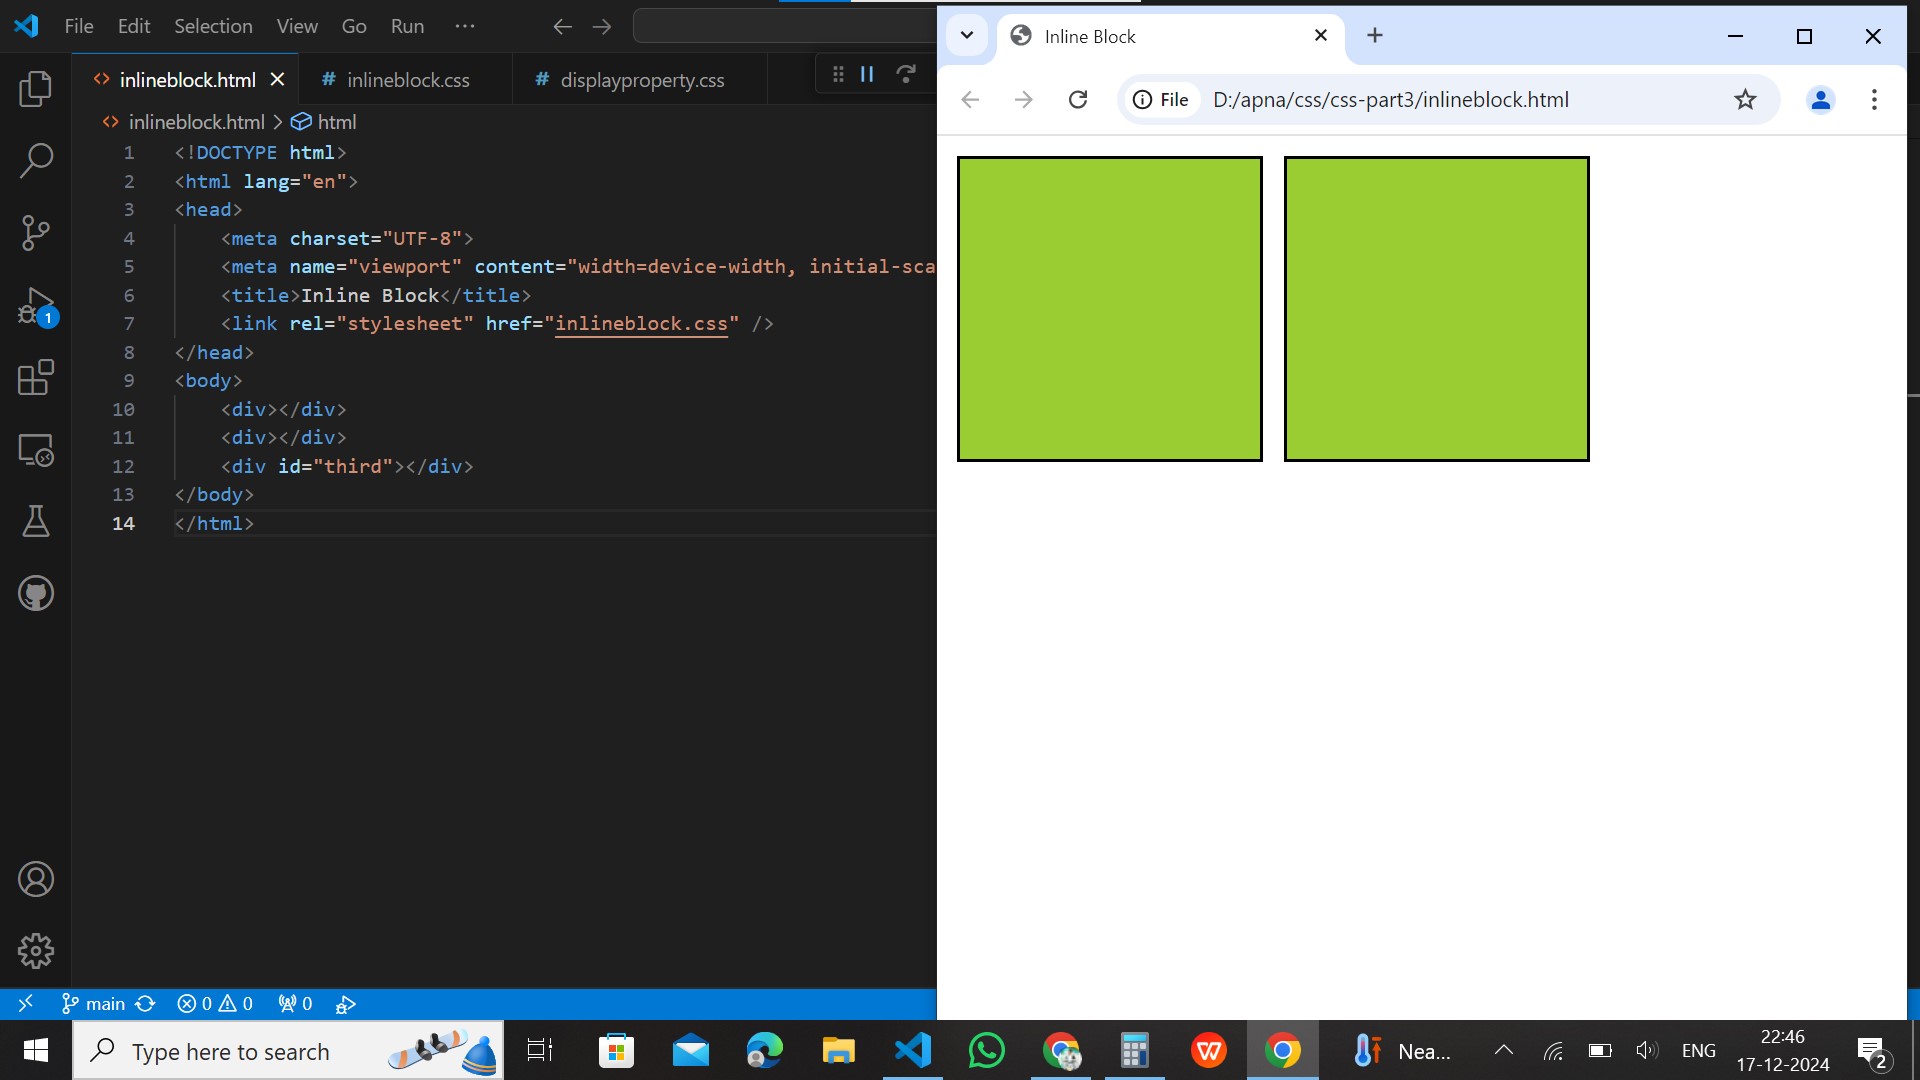 File Edit Selection View Go Run ···
inlineblock.html
inlineblock.css
displayproperty.css
inlineblock.html > html
1 <!DOCTYPE html>
2 <html lang="en">
3 <head>
4 <meta charset="UTF-8">
5 <meta name="viewport" content="width=device-width, initial-sca
6 <title>Inline Block</title>
7 <link rel="stylesheet" href="inlineblock.css" />
8 </head>
9 <body>
10 <div></div>
11 <div></div>
12 <div id="third"></div>
13 </body>
14 </html>
1
main 0 0 0
Inline Block
File D:/apna/css/css-part3/inlineblock.html
Type here to search
W
Nea...
ENG
22:46
17-12-2024
2